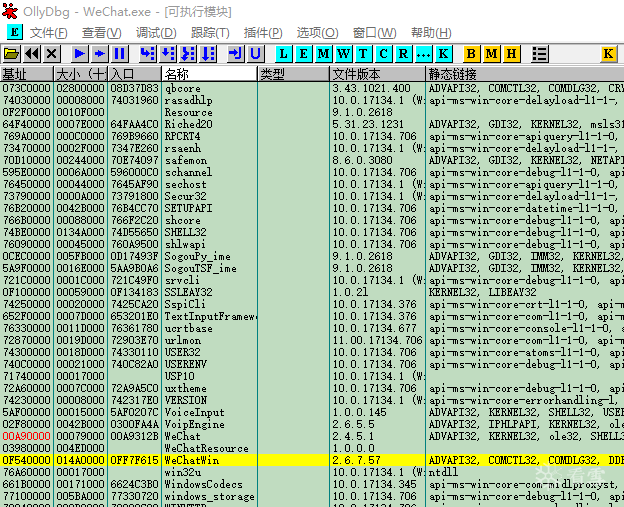 OllyDbg - WeChat.exe - [可执行模块]
E 文件(F) 查看(V) 调试(D) 跟踪(T) 插件(P) 选项(O) 窗口(W) 帮助(H)
L E M W T C R ... K B M H K
基址 大小 (十 入口 名称 类型 文件版本 静态链接
073C0000 02800000 08D37D83 qbcore 3.43.1021.400 ADVAPI32, COMCTL32, COMDLG32, CRY
74030000 00008000 74031960 rasadhlp 10.0.17134.1 (W: api-ms-win-core-delayload-l1-1-,
0F2F0000 0010F000 Resource 9.1.0.2618
64F40000 0007E000 64FAA4C0 Riched20 5.31.23.1231 ADVAPI32, GDI32, KERNEL32, msls31
769A0000 000C0000 769B9660 RPCRT4 10.0.17134.706 api-ms-win-core-apiquery-l1-1-0,
73470000 0002F000 7347E260 rsaenh 10.0.17134.1 (W: api-ms-win-core-delayload-l1-1-,
70D10000 00244000 70E74097 safemon 8.6.0.3080 ADVAPI32, GDI32, KERNEL32, NETAPI
595E0000 0006A000 596000C0 schannel 10.0.17134.706 api-ms-win-core-debug-l1-1-0, api
76450000 00044000 7645AF90 sechost 10.0.17134.706 api-ms-win-core-apiquery-l1-1-0,
73790000 0000A000 73791800 Secur32 10.0.17134.706 api-ms-win-core-delayload-l1-1-0,
76B20000 0042B000 76B4CC70 SETUPAPI 10.0.17134.706 api-ms-win-core-datetime-l1-1-0,
766B0000 00088000 766F2C20 shcore 10.0.17134.706 api-ms-win-core-debug-l1-1-0, api
74BE0000 0134A000 74D55650 SHELL32 10.0.17134.706 api-ms-win-core-debug-l1-1-0, api
76090000 00045000 760A9500 shlwapi 10.0.17134.706 api-ms-win-core-debug-l1-1-0, api
0CEC0000 005FB000 0D17493F SogouPy_ime 9.1.0.2618 ADVAPI32, GDI32, IMM32, KERNEL32,
5A9F0000 0016E000 5AA9B0A6 SogouTSF_ime 9.1.0.2618 ADVAPI32, GDI32, IMM32, KERNEL32,
721C0000 0001C000 721C49F0 srvcli 10.0.17134.1 (W: api-ms-win-core-debug-l1-1-0, api
0F100000 00059000 0F134183 SSLEAY32 1.0.2l KERNEL32, LIBEAY32
74250000 00020000 7425CA20 SspiCli 10.0.17134.376 api-ms-win-core-crt-l1-1-0, api-m
652F0000 0007D000 653201E0 TextInputFramew 10.0.17134.376 api-ms-win-core-com-l1-1-0, api-m
76330000 0011D000 76361780 ucrtbase 10.0.17134.677 api-ms-win-core-console-l1-1-0, a
72870000 0019D000 72903E70 urlmon 11.00.17134.706 api-ms-win-core-com-l1-1-0, api-m
74300000 0018D000 74330110 USER32 10.0.17134.706 api-ms-win-core-atoms-l1-1-0, api
740C0000 00021000 740C82A0 USERENV 10.0.17134.706 api-ms-win-core-debug-l1-1-0, api
71740000 00017000 USP10 10.0.17134.1 (W:
72A60000 0007C000 72A9A5C0 uxtheme 10.0.17134.706 api-ms-win-core-debug-l1-1-0, api
74230000 00008000 742317E0 VERSION 10.0.17134.1 (W: api-ms-win-core-errorhandling-l,
5AF00000 00015000 5AF0207C VoiceInput 1.0.0.145 ADVAPI32, KERNEL32, SHELL32, USER
02F80000 0042B000 0300FA4A VoipEngine 2.6.5.5 ADVAPI32, IPHLPAPI, KERNEL32, ol
00A90000 00079000 00A9312B WeChat 2.4.5.1 ADVAPI32, KERNEL32, ole32, SHELL3
03980000 004ED000 WeChatResource 1.0.0.0
0F540000 014A0000 0FF7F615 WeChatWin 2.6.7.57 ADVAPI32, COMCTL32, COMDLG32, DDE
76A60000 00017000 win32u 10.0.17134.1 (W: ntdll
661B0000 00171000 6624C3B0 WindowsCodecs 10.0.17134.345 api-ms-win-core-com-midlproxyst,
77100000 005BA000 77330720 windows_storage 10.0.17134.706 api-ms-win-core-debug-l1-1-0, api
看雪